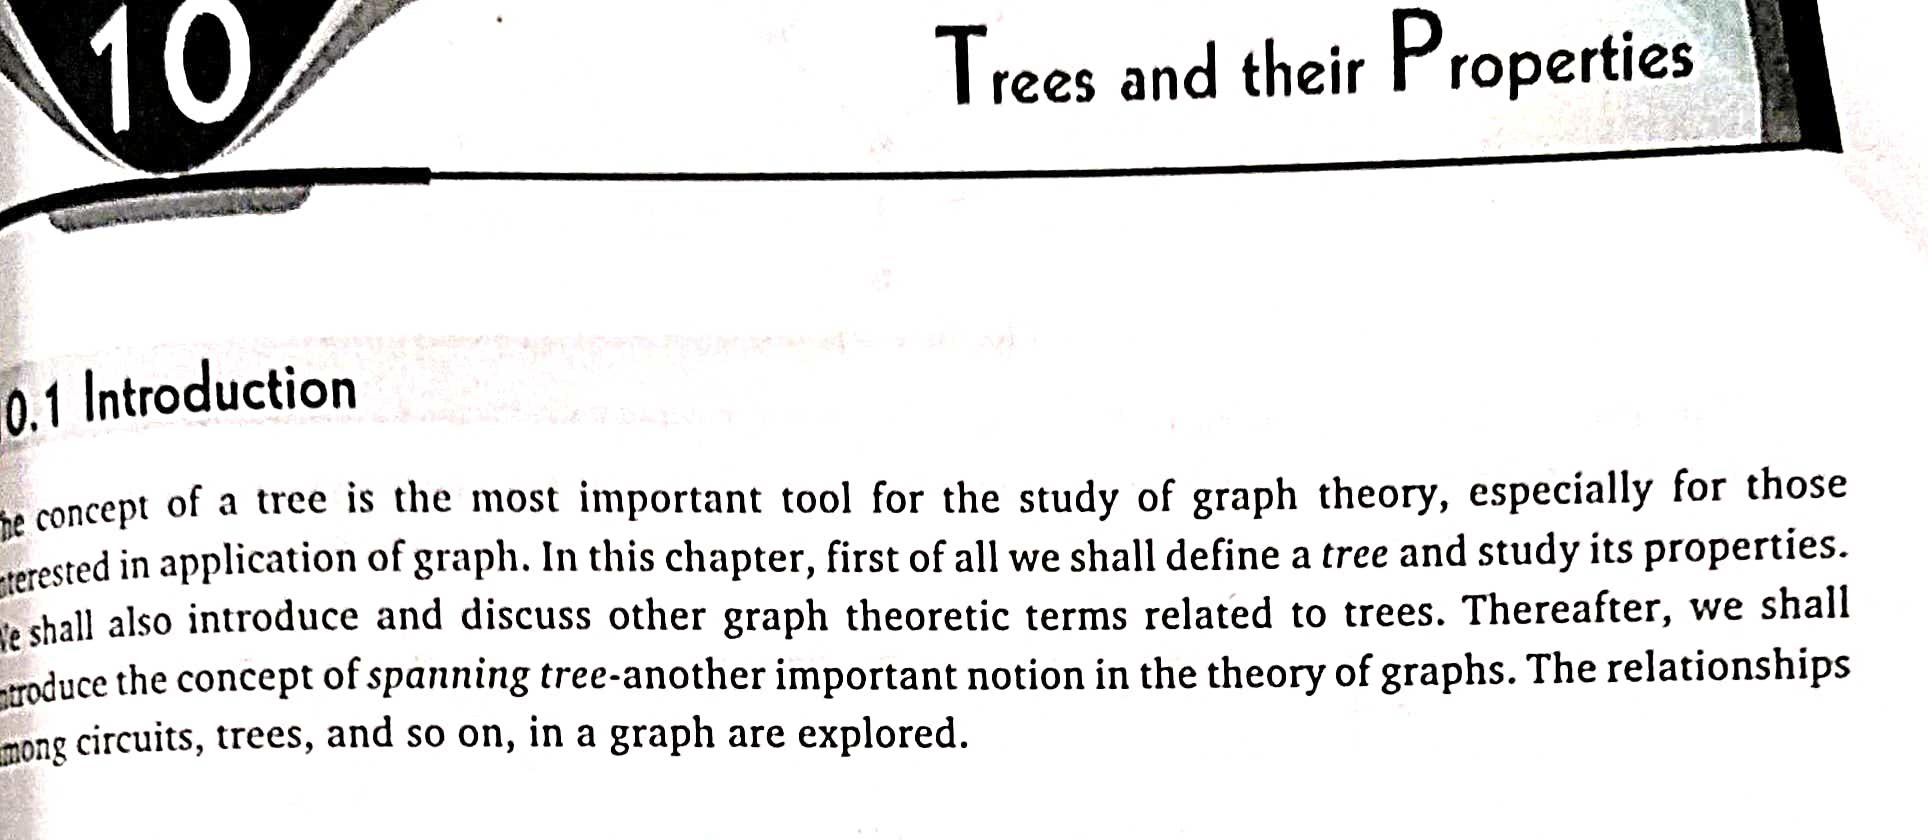 10
Trees and their Properties
0.1 Introduction
he concept of a tree is the most important tool for the study of graph theory, especially for those
terested in application of graph. In this chapter, first of all we shall define a tree and study its properties.
e shall also introduce and discuss other graph theoretic terms related to trees. Thereafter, we shall
troduce the concept of spanning tree-another important notion in the theory of graphs. The relationships
mong circuits, trees, and so on, in a graph are explored.